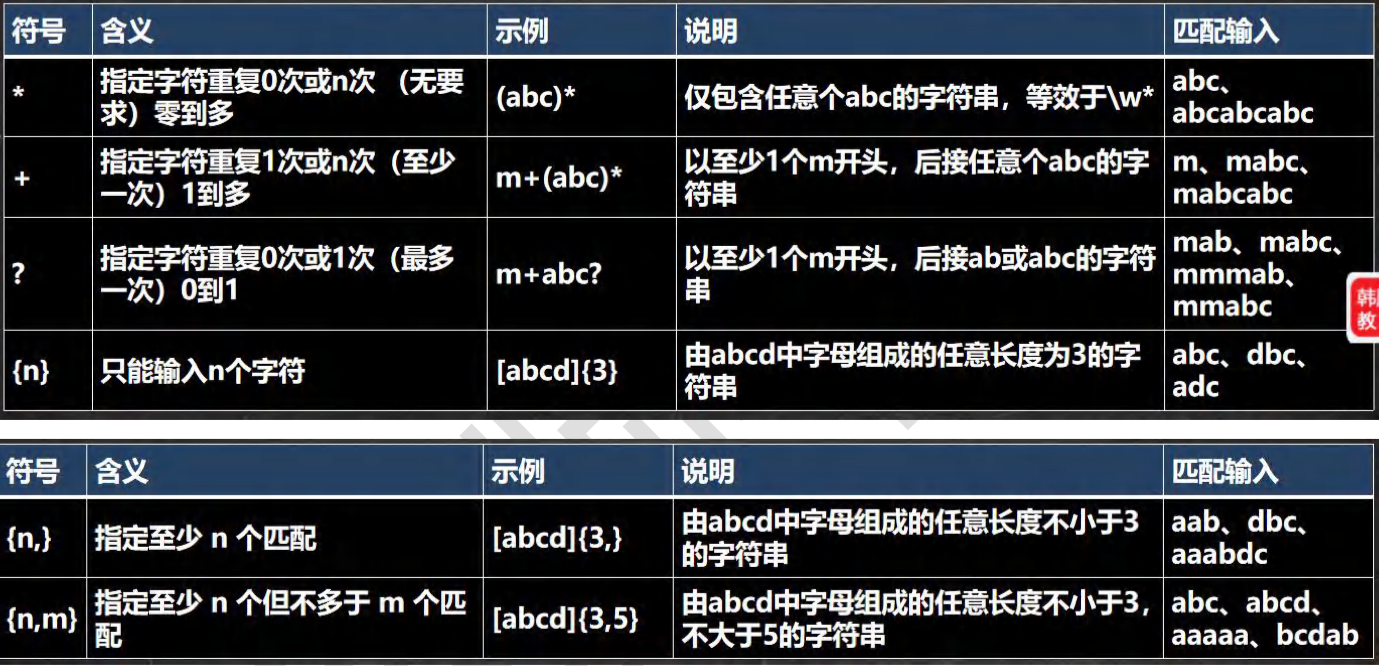 符号 含义 示例 说明 匹配输入
* 指定字符重复0次或n次 （无要 (abc)* 仅包含任意个abc的字符串，等效于\w* abc、
求）零到多 abcabcabc
+ 指定字符重复1次或n次（至少 m+(abc)* 以至少1个m开头，后接任意个abc的字 m、mabc、
一次）1到多 符串 mabcabc
? 指定字符重复0次或1次（最多 m+abc? 以至少1个m开头，后接ab或abc的字符 mab、mabc、
一次）0到1 串 mmmab、
mmabc
{n} 只能输入n个字符 [abcd]{3} 由abcd中字母组成的任意长度为3的字 abc、dbc、
符串 adc
韩
教
符号 含义 示例 说明 匹配输入
{n,} 指定至少 n 个匹配 [abcd]{3,} 由abcd中字母组成的任意长度不小于3 aab、dbc、
的字符串 aaabdc
{n,m} 指定至少 n 个但不多于 m 个匹 [abcd]{3,5} 由abcd中字母组成的任意长度不小于3， abc、abcd、
配 不大于5的字符串 aaaaa、bcdab